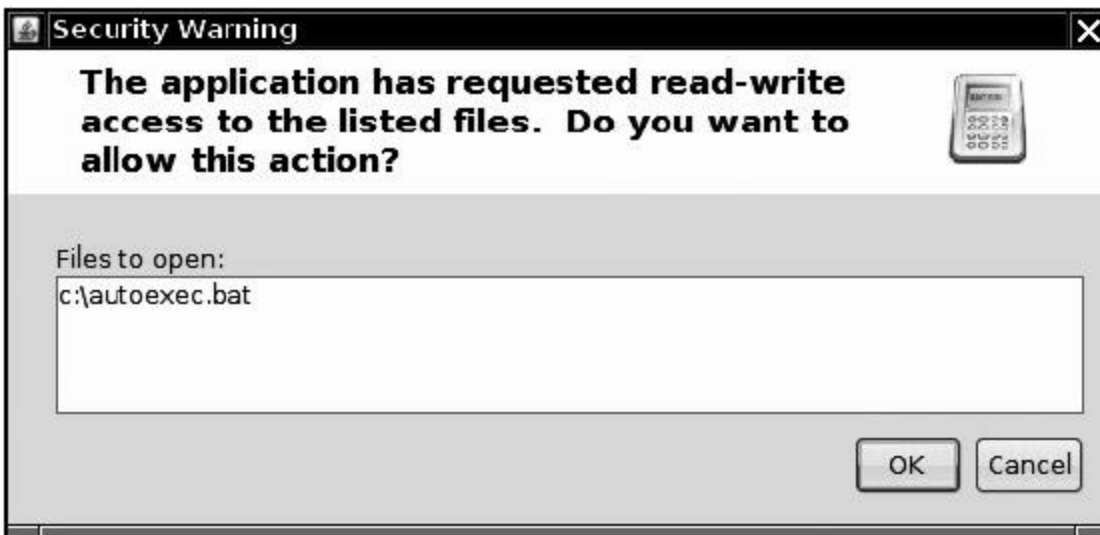 Security Warning
The application has requested read-write
access to the listed files.  Do you want to
allow this action?
Files to open:
c:\autoexec.bat
OK
Cancel